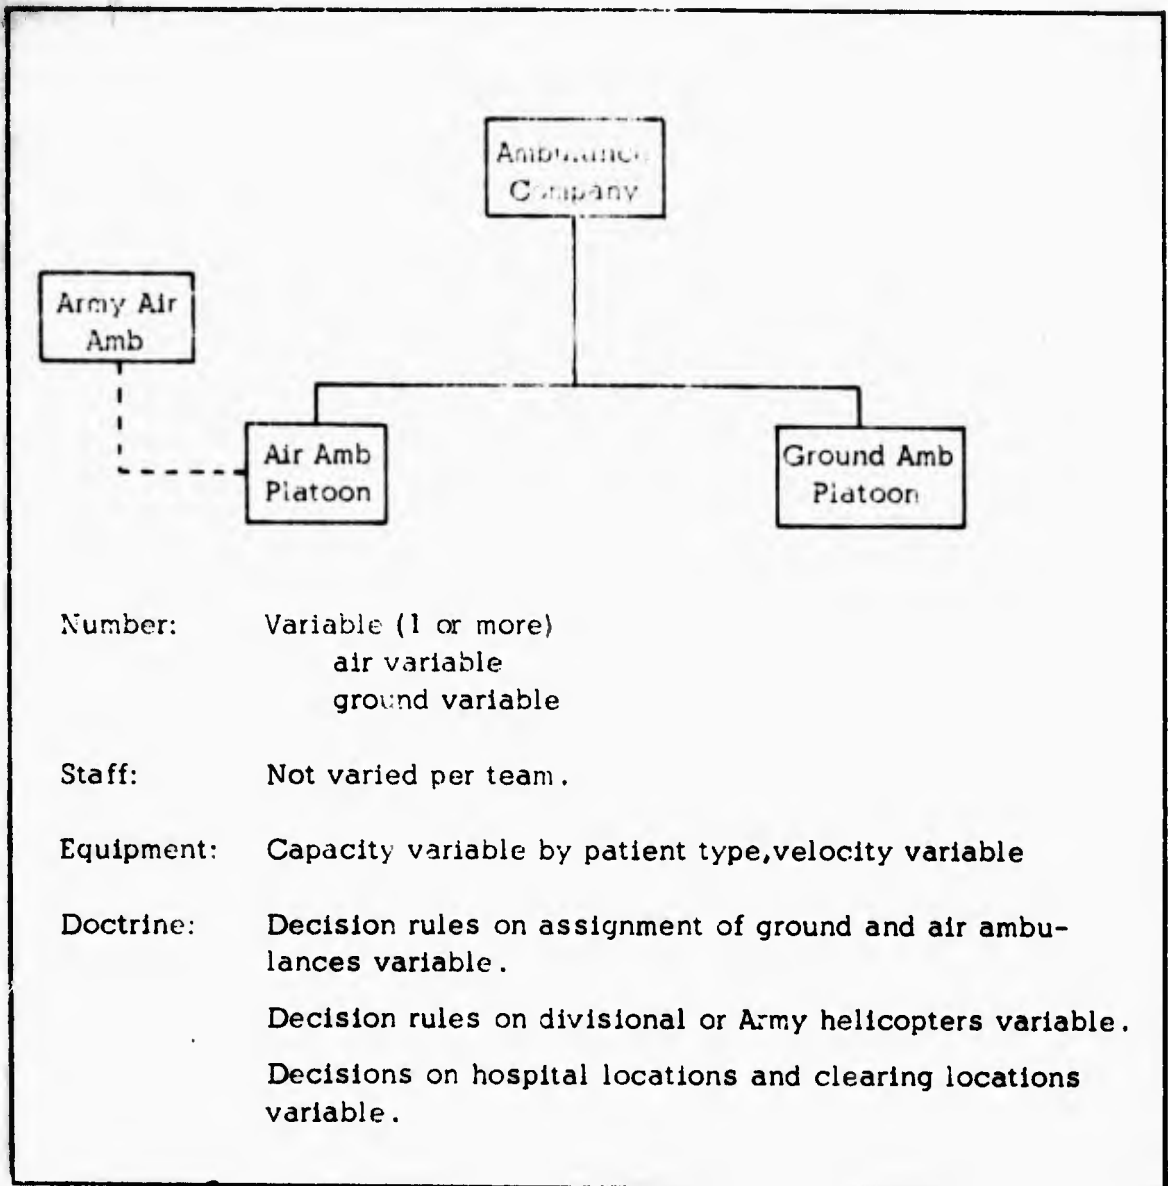 Ambulance
Company
Army Air
Amb
Air Amb
Platoon
Ground Amb
Platoon
Number: Variable (1 or more)
air variable
ground variable
Staff: Not varied per team.
Equipment: Capacity variable by patient type,velocity variable
Doctrine: Decision rules on assignment of ground and air ambu-
lances variable.
Decision rules on divisional or Army helicopters variable.
Decisions on hospital locations and clearing locations
variable.